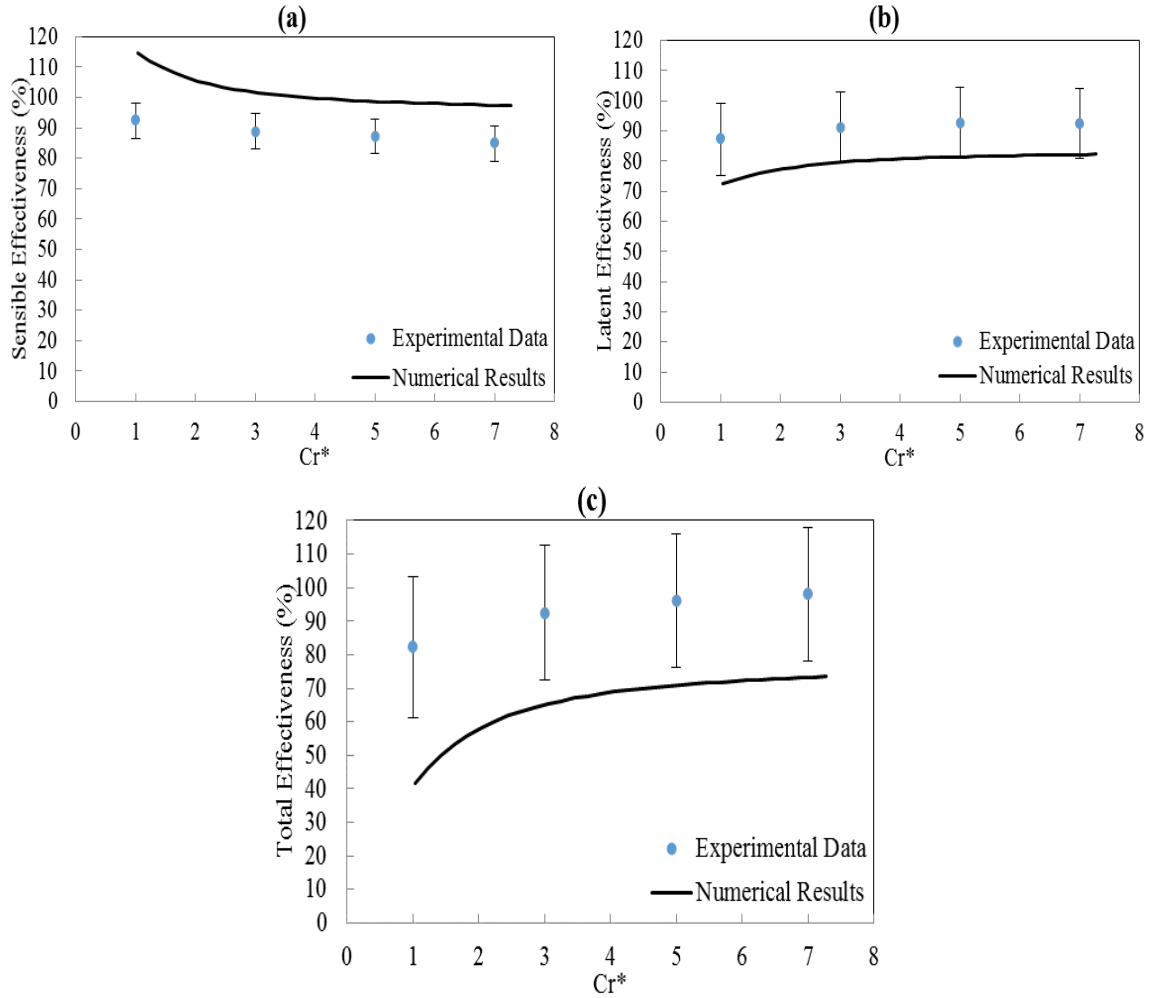 (a)
120
110
100
90
80
70
60
50
40
30
20
10
0
Sensible Effectiveness (%)
Experimental Data
Numerical Results
0 1 2 3 4 5 6 7 8
Cr*
(b)
120
110
100
90
80
70
60
50
40
30
20
10
0
Latent Effectiveness (%)
Experimental Data
Numerical Results
0 1 2 3 4 5 6 7 8
Cr*
(c)
120
110
100
90
80
70
60
50
40
30
20
10
0
Total Effectiveness (%)
Experimental Data
Numerical Results
0 1 2 3 4 5 6 7 8
Cr*